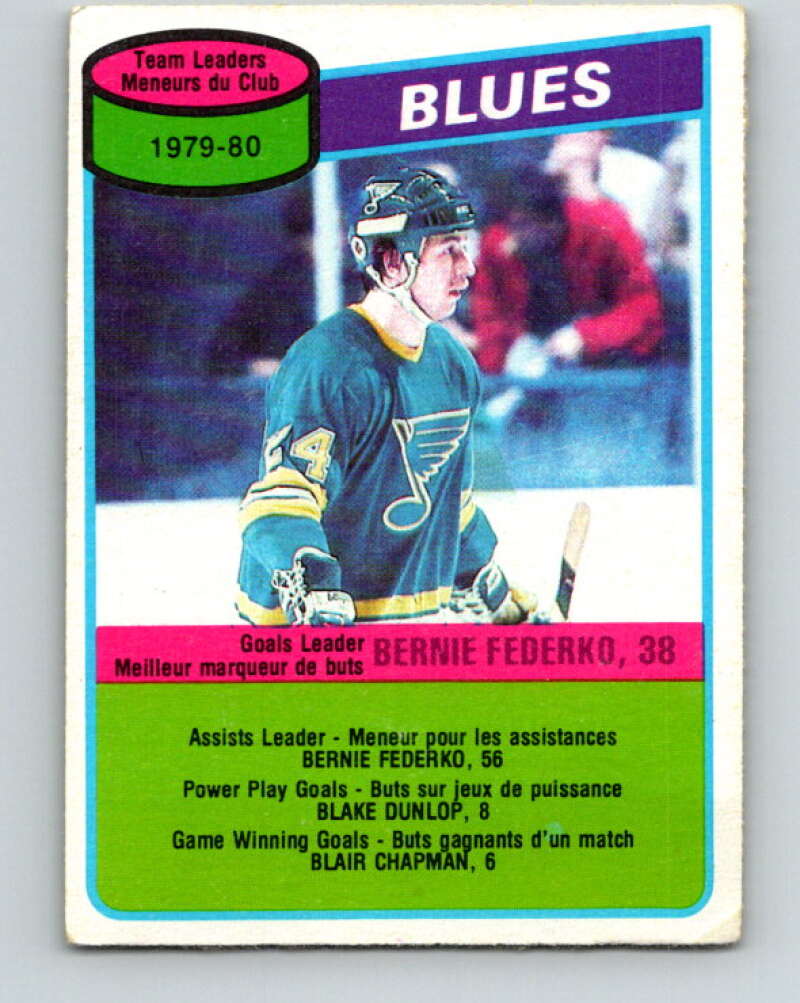 Team Leaders
Meneurs du Club
1979-80
BLUES
24
Goals Leader
Meilleur marqueur de buts
BERNIE FEDERKO, 38
Assists Leader - Meneur pour les assistances
BERNIE FEDERKO, 56
Power Play Goals - Buts sur jeux de puissance
BLAKE DUNLOP, 8
Game Winning Goals - Buts gagnants d'un match
BLAIR CHAPMAN, 6